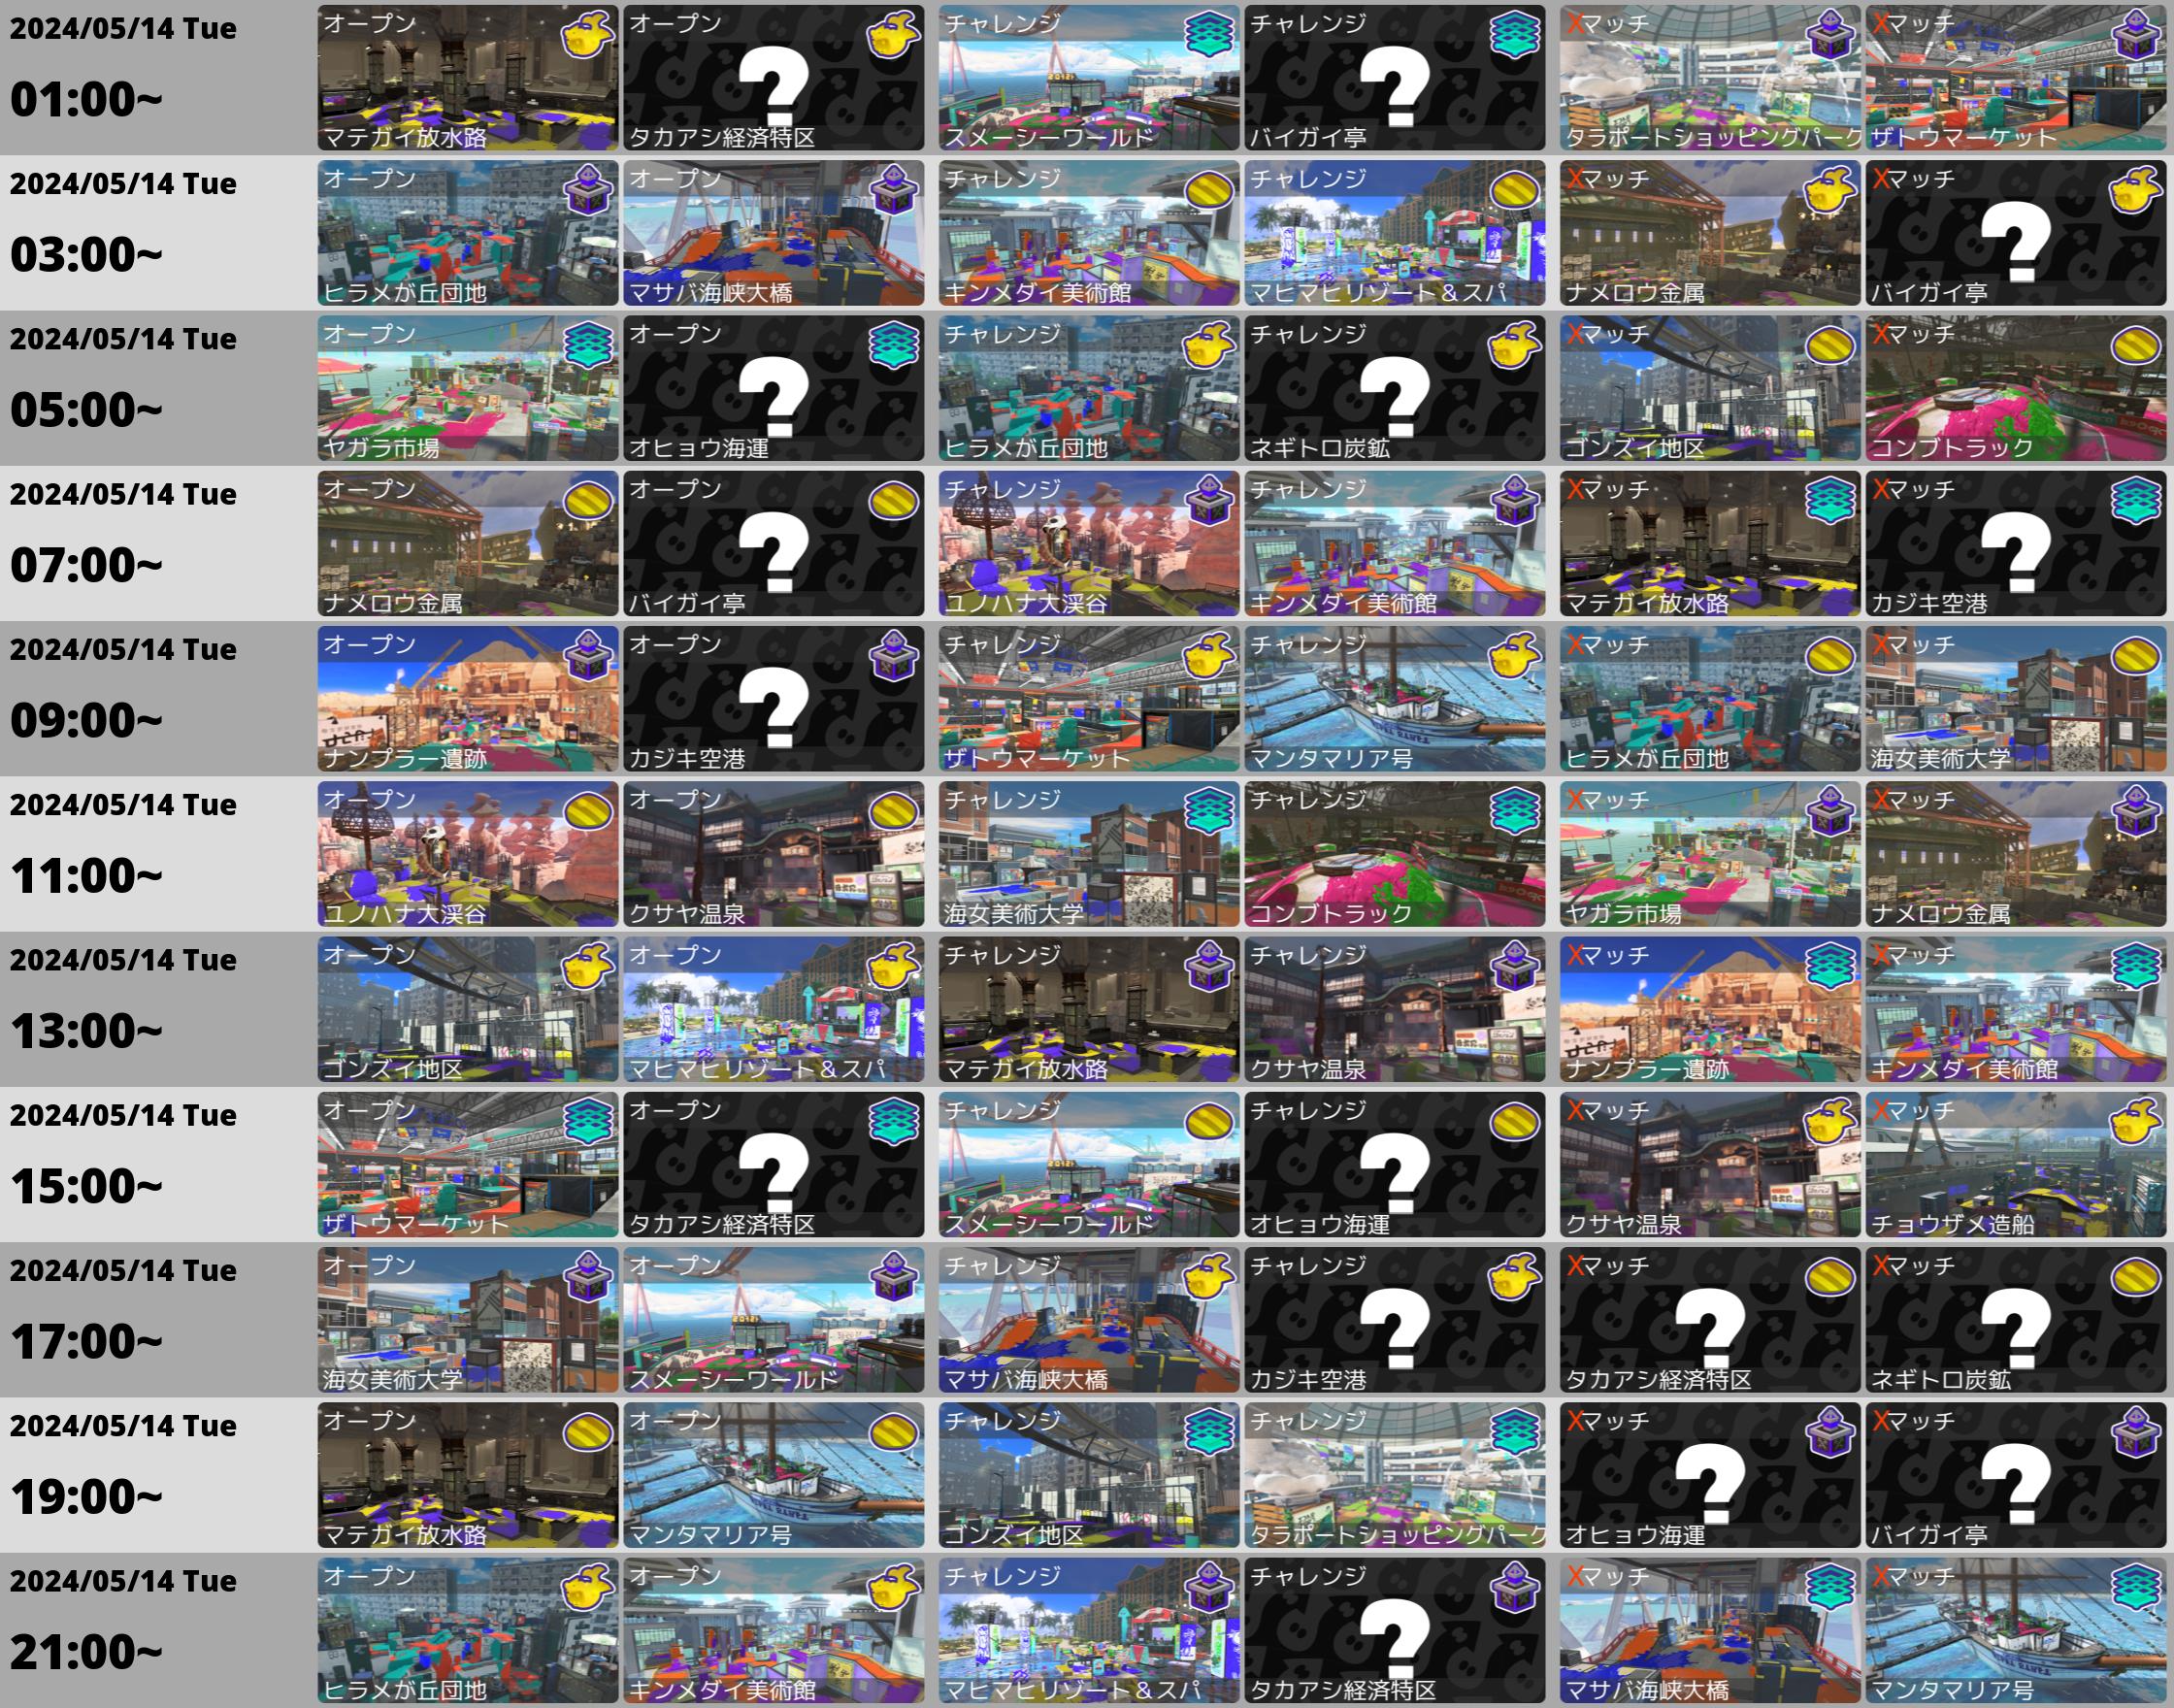 2024/05/14 Tue
01:00~
オープン
マテガイ放水路
オープン
タカアシ経済特区
チャレンジ
スメーシーワールド
チャレンジ
バイガイ亭
Xマッチ
タラポートショッピングパーク
Xマッチ
ザトウマーケット
2024/05/14 Tue
03:00~
オープン
ヒラメが丘団地
オープン
マサバ海峡大橋
チャレンジ
キンメダイ美術館
チャレンジ
マヒマヒリゾート＆スパ
Xマッチ
ナメロウ金属
Xマッチ
バイガイ亭
2024/05/14 Tue
05:00~
オープン
ヤガラ市場
オープン
オヒョウ海運
チャレンジ
ヒラメが丘団地
チャレンジ
ネギトロ炭鉱
Xマッチ
ゴンズイ地区
Xマッチ
コンブトラック
2024/05/14 Tue
07:00~
オープン
ナメロウ金属
オープン
バイガイ亭
チャレンジ
ユノハナ大渓谷
チャレンジ
キンメダイ美術館
Xマッチ
マテガイ放水路
Xマッチ
カジキ空港
2024/05/14 Tue
09:00~
オープン
ナンプラー遺跡
オープン
カジキ空港
チャレンジ
ザトウマーケット
チャレンジ
マンタマリア号
Xマッチ
ヒラメが丘団地
Xマッチ
海女美術大学
2024/05/14 Tue
11:00~
オープン
ユノハナ大渓谷
オープン
クサヤ温泉
チャレンジ
海女美術大学
チャレンジ
コンブトラック
Xマッチ
ヤガラ市場
Xマッチ
ナメロウ金属
2024/05/14 Tue
13:00~
オープン
ゴンズイ地区
オープン
マヒマヒリゾート＆スパ
チャレンジ
マテガイ放水路
チャレンジ
クサヤ温泉
Xマッチ
ナンプラー遺跡
Xマッチ
キンメダイ美術館
2024/05/14 Tue
15:00~
オープン
ザトウマーケット
オープン
タカアシ経済特区
チャレンジ
スメーシーワールド
チャレンジ
オヒョウ海運
Xマッチ
クサヤ温泉
Xマッチ
チョウザメ造船
2024/05/14 Tue
17:00~
オープン
海女美術大学
オープン
スメーシーワールド
チャレンジ
マサバ海峡大橋
チャレンジ
カジキ空港
Xマッチ
タカアシ経済特区
Xマッチ
ネギトロ炭鉱
2024/05/14 Tue
19:00~
オープン
マテガイ放水路
オープン
マンタマリア号
チャレンジ
ゴンズイ地区
チャレンジ
タラポートショッピングパーク
Xマッチ
オヒョウ海運
Xマッチ
バイガイ亭
2024/05/14 Tue
21:00~
オープン
ヒラメが丘団地
オープン
キンメダイ美術館
チャレンジ
マヒマヒリゾート＆スパ
チャレンジ
タカアシ経済特区
Xマッチ
マサバ海峡大橋
Xマッチ
マンタマリア号